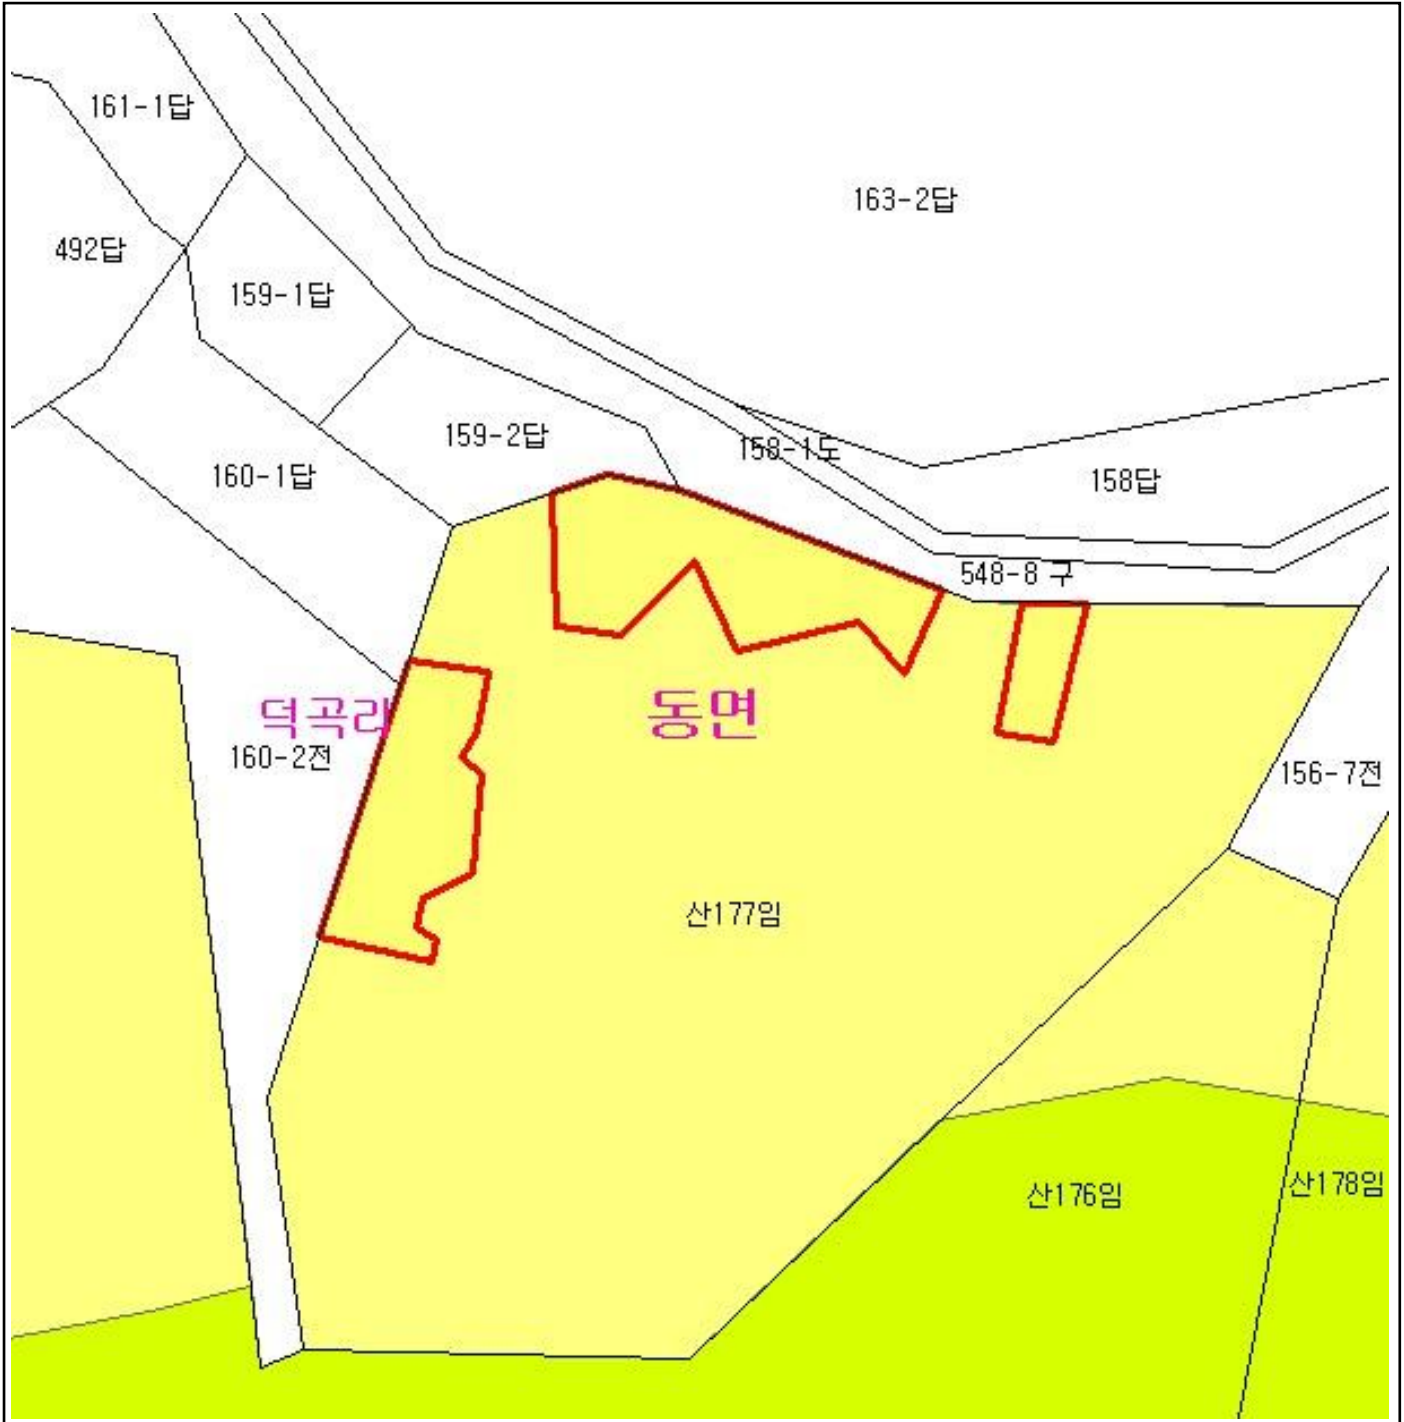 161-1답
163-2답
492답
159-1답
159-2답
158-1도
160-1답
158답
548-8 구
덕곡리
동면
160-2전
156-7전
산177임
산176임
산178임